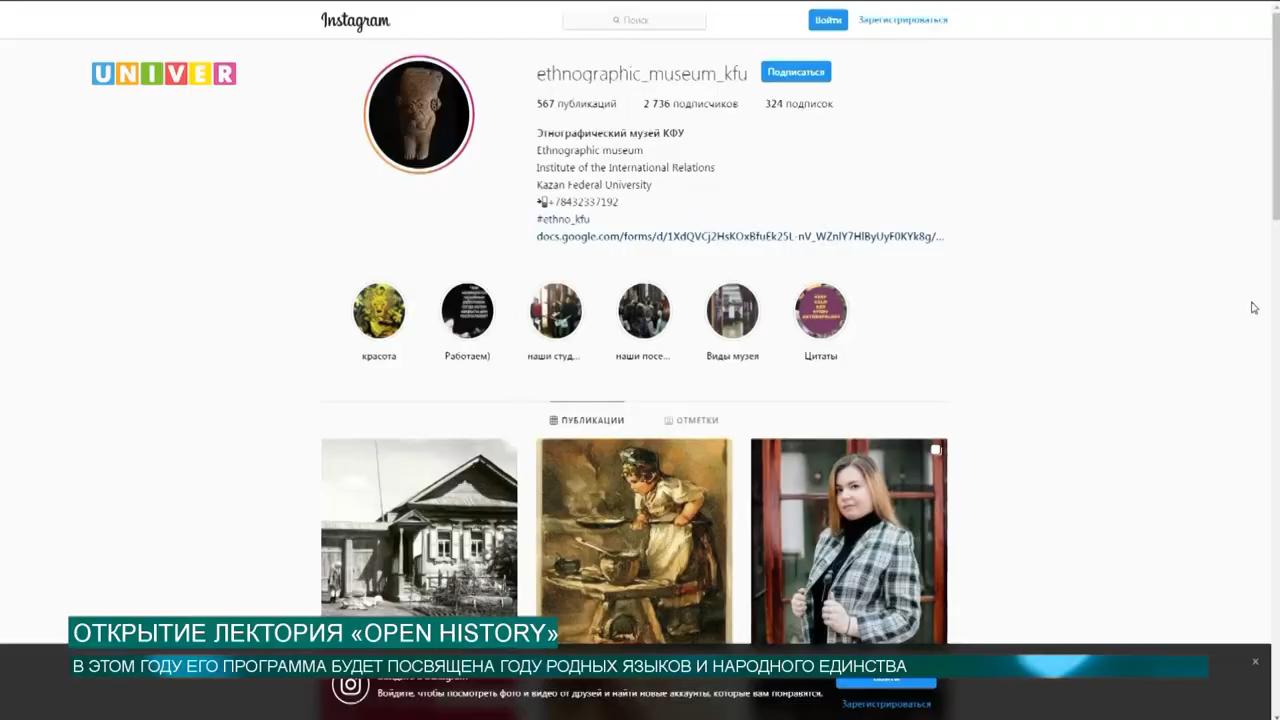 Instagram
Поиск
Войти
Зарегистрироваться
UNIVER
ethnographic_museum_kfu
Подписаться
567 публикаций 2 736 подписчиков 324 подписок
Этнографический музей КФУ
Ethnographic museum
Institute of the International Relations
Kazan Federal University
+78432337192
#ethno_kfu
docs.google.com/forms/d/1XdQVCj2HsKOxBfuEk25L-nV_WZnlY7HlByUyF0KYk8g/...
красота
Работаем)
наши студ...
наши посе...
Виды музея
Цитаты
ПУБЛИКАЦИИ
ОТМЕТКИ
ОТКРЫТИЕ ЛЕКТОРИЯ «OPEN HISTORY»
В ЭТОМ ГОДУ ЕГО ПРОГРАММА БУДЕТ ПОСВЯЩЕНА ГОДУ РОДНЫХ ЯЗЫКОВ И НАРОДНОГО ЕДИНСТВА
Войдите, чтобы посмотреть фото и видео от друзей и найти новые аккаунты, которые вам понравятся.
Зарегистрироваться